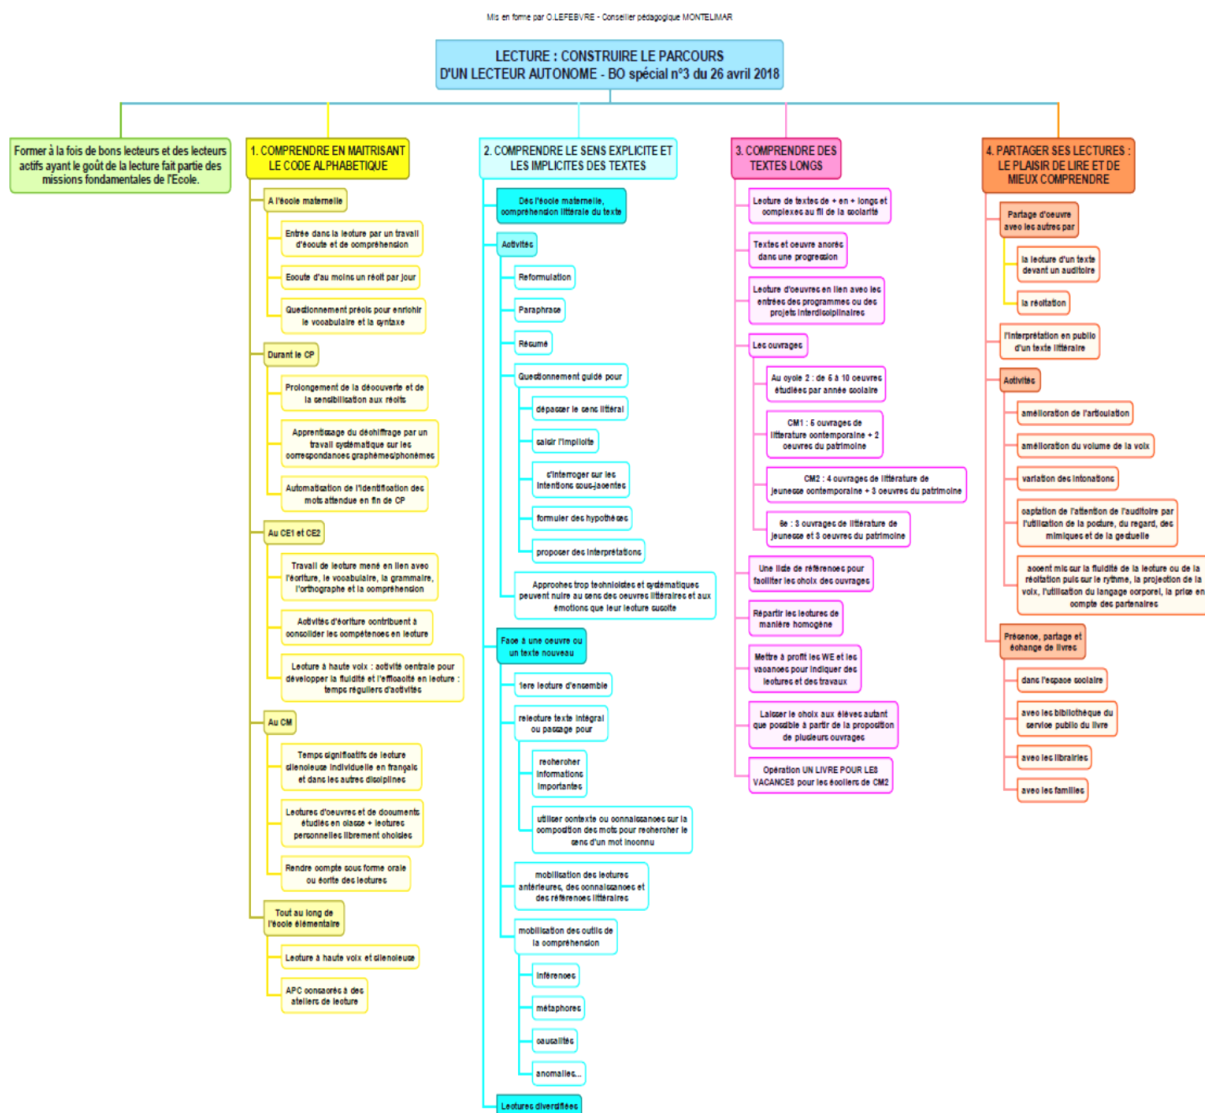 Mis en forme par O.LEFEBVRE - Conseiller pédagogique MONTELIMAR
LECTURE : CONSTRUIRE LE PARCOURS
D'UN LECTEUR AUTONOME - BO spécial n°3 du 26 avril 2018
Former à la fois de bons lecteurs et des lecteurs
actifs ayant le goût de la lecture fait partie des
missions fondamentales de l'Ecole.
1. COMPRENDRE EN MAITRISANT
LE CODE ALPHABETIQUE
A l'école maternelle
Entrée dans la lecture par un travail
d'écoute et de compréhension
Ecoute d'au moins un récit par jour
Questionnement précis pour enrichir
le vocabulaire et la syntaxe
Durant le CP
Prolongement de la découverte et de
la sensibilisation aux récits
Apprentissage du déchiffrage par un
travail systématique sur les
correspondances graphèmes/phonèmes
Automatisation de l'identification des
mots attendue en fin de CP
Au CE1 et CE2
Travail de lecture mené en lien avec
l'écriture, le vocabulaire, la grammaire,
l'orthographe et la compréhension
Activités d'écriture contribuent à
consolider les compétences en lecture
Lecture à haute voix : activité centrale pour
développer la fluidité et l'efficacité en lecture :
temps réguliers d'activités
Au CM
Temps significatifs de lecture
silencieuse individuelle en français
et dans les autres disciplines
Lectures d'oeuvres et de documents
étudiés en classe + lectures
personnelles librement choisies
Rendre compte sous forme orale
ou écrite des lectures
Tout au long de
l'école élémentaire
Lecture à haute voix et silencieuse
APC consacrés à des
ateliers de lecture
2. COMPRENDRE LE SENS EXPLICITE ET
LES IMPLICITES DES TEXTES
Dès l'école maternelle,
compréhension littérale du texte
Activités
Reformulation
Paraphrase
Résumé
Questionnement guidé pour
dépasser le sens littéral
saisir l'implicite
s'interroger sur les
intentions sous-jacentes
formuler des hypothèses
proposer des interprétations
Approches trop technicistes et systématiques
peuvent nuire au sens des oeuvres littéraires et aux
émotions que leur lecture suscite
Face à une oeuvre ou
un texte nouveau
1ere lecture d'ensemble
relecture texte intégral
ou passage pour
rechercher
informations
importantes
utiliser contexte ou connaissances sur la
composition des mots pour rechercher le
sens d'un mot inconnu
mobilisation des lectures
antérieures, des connaissances et
des références littéraires
mobilisation des outils de
la compréhension
inférences
métaphores
causalités
anomalies...
Lectures diversifiées
3. COMPRENDRE DES
TEXTES LONGS
Lecture de textes de + en + longs et
complexes au fil de la scolarité
Textes et oeuvre ancrés
dans une progression
Lecture d'oeuvres en lien avec les
entrées des programmes ou des
projets interdisciplinaires
Les ouvrages
Au cycle 2 : de 5 à 10 oeuvres
étudiées par année scolaire
CM1 : 5 ouvrages de
litterature contemporaine + 2
oeuvres du patrimoine
CM2 : 4 ouvrages de littérature de
jeunesse contemporaine + 3 oeuvres du patrimoine
6e : 3 ouvrages de littérature de
jeunesse et 3 oeuvres du patrimoine
Une liste de références pour
faciliter les choix des ouvrages
Répartir les lectures de
manière homogène
Mettre à profit les WE et les
vacances pour indiquer des
lectures et des travaux
Laisser le choix aux élèves autant
que possible à partir de la proposition
de plusieurs ouvrages
Opération UN LIVRE POUR LES
VACANCES pour les écoliers de CM2
4. PARTAGER SES LECTURES :
LE PLAISIR DE LIRE ET DE
MIEUX COMPRENDRE
Partage d'oeuvre
avec les autres par
la lecture d'un texte
devant un auditoire
la récitation
l'interprétation en public
d'un texte littéraire
Activités
amélioration de l'articulation
amélioration du volume de la voix
variation des intonations
captation de l'attention de l'auditoire par
l'utilisation de la posture, du regard, des
mimiques et de la gestuelle
accent mis sur la fluidité de la lecture ou de la
récitation puis sur le rythme, la projection de la
voix, l'utilisation du langage corporel, la prise en
compte des partenaires
Présence, partage et
échange de livres
dans l'espace scolaire
avec les bibliothèque du
service public du livre
avec les librairies
avec les familles